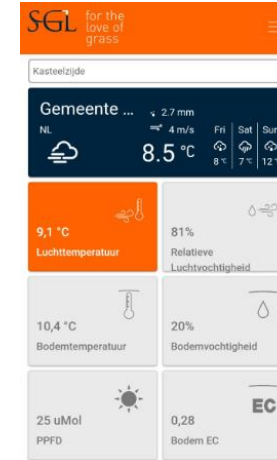 SGL for the
love of
grass
Kasteelzijde
Gemeente ...
NL
2.7 mm
4 m/s
8.5 °C
Fri Sat Sun
8 °C 7 °C 12 °
9,1 °C
Luchttemperatuur
81%
Relatieve
Luchtvochtigheid
10,4 °C
Bodemtemperatuur
20%
Bodemvochtigheid
25 uMol
PPFD
EC
0,28
Bodem EC